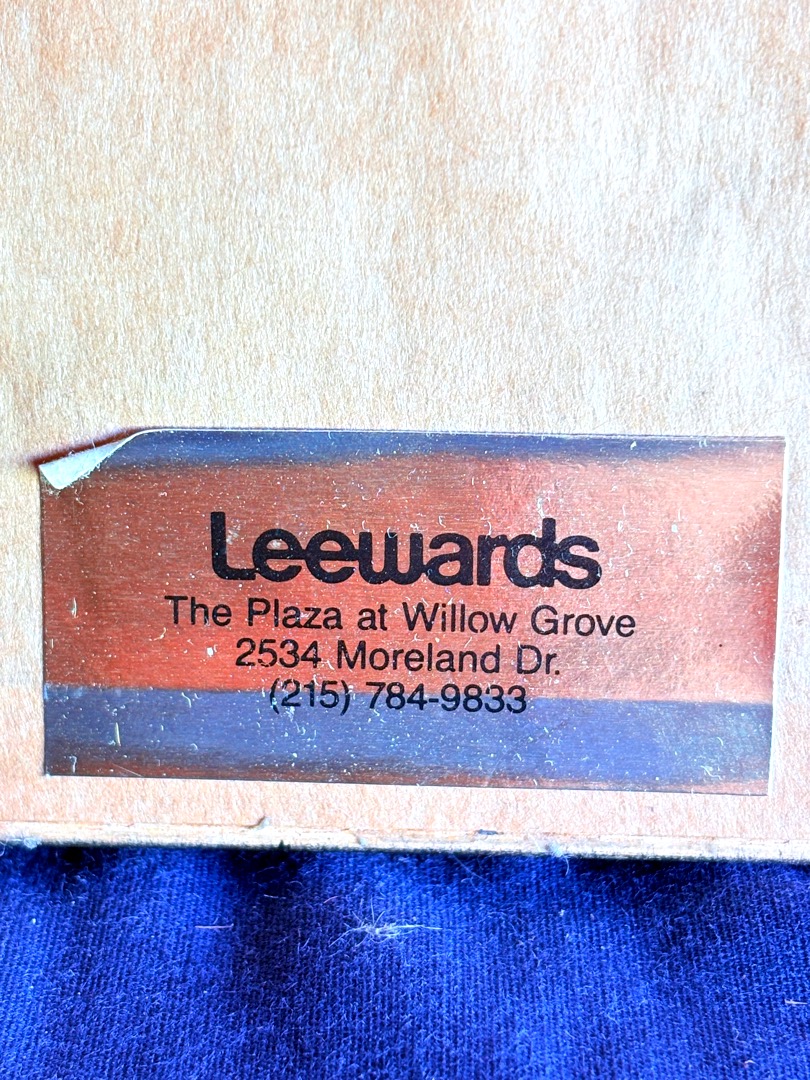 Leewards
The Plaza at Willow Grove
2534 Moreland Dr.
(215) 784-9833